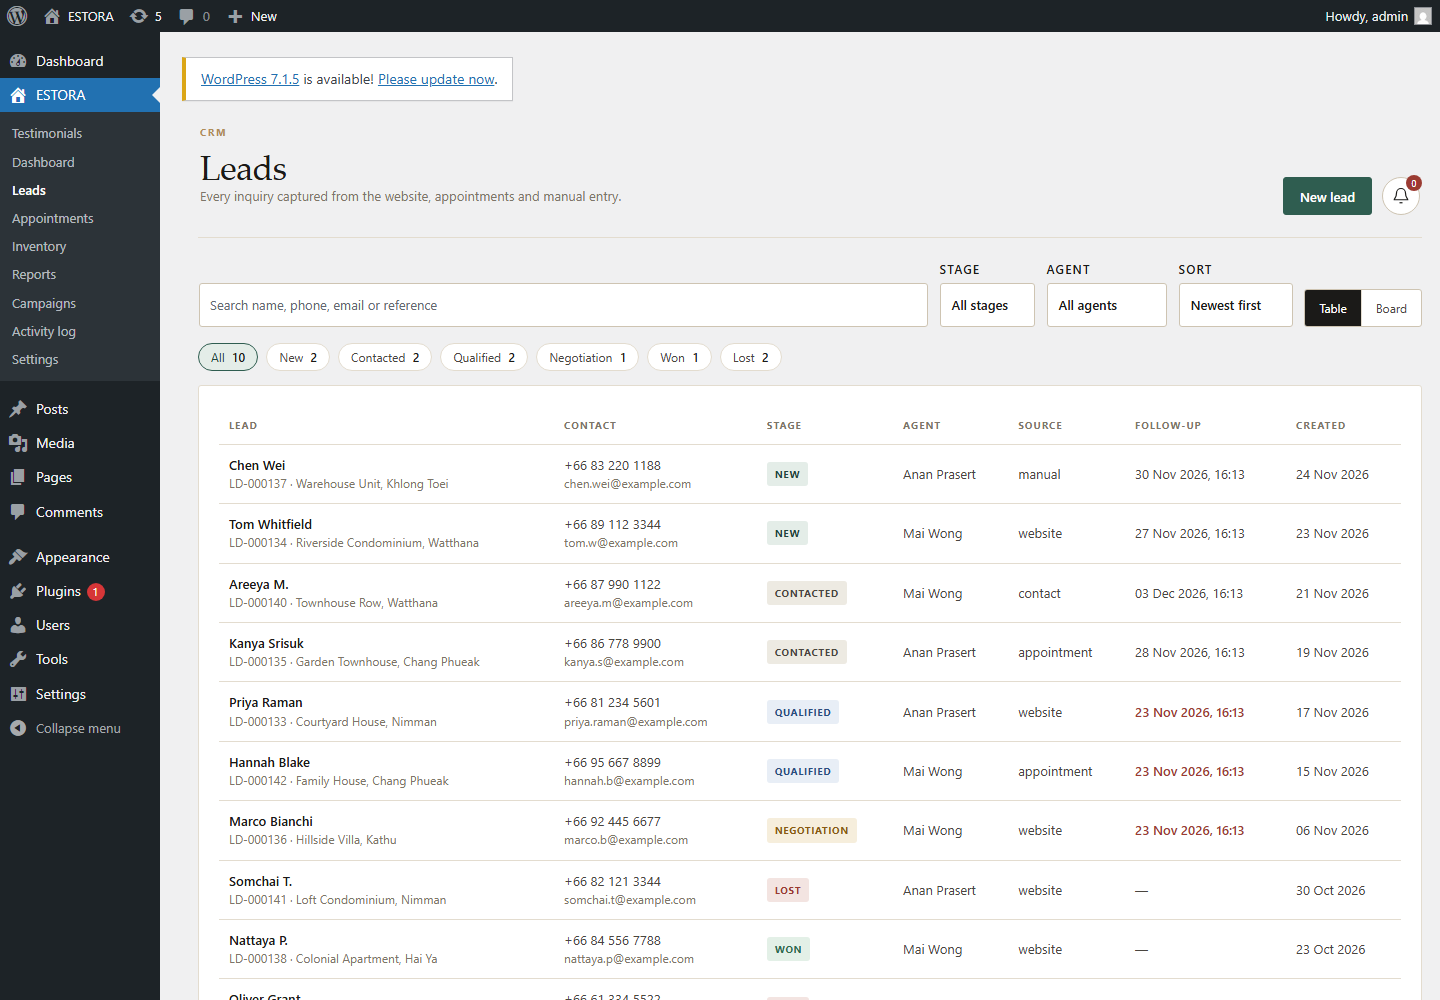 ESTORA 5 0 New Howdy, admin
Dashboard
ESTORA
Testimonials
Dashboard
Leads
Appointments
Inventory
Reports
Campaigns
Activity log
Settings
Posts
Media
Pages
Comments
Appearance
Plugins 1
Users
Tools
Settings
Collapse menu
WordPress 7.1.5 is available! Please update now.
CRM
Leads
Every inquiry captured from the website, appointments and manual entry.
New lead 0
STAGE AGENT SORT
Search name, phone, email or reference All stages All agents Newest first Table Board
All 10 New 2 Contacted 2 Qualified 2 Negotiation 1 Won 1 Lost 2
LEAD CONTACT STAGE AGENT SOURCE FOLLOW-UP CREATED
Chen Wei +66 83 220 1188
NEW Anan Prasert manual 30 Nov 2026, 16:13 24 Nov 2026
LD-000137 · Warehouse Unit, Khlong Toei chen.wei@example.com
Tom Whitfield +66 89 112 3344
NEW Mai Wong website 27 Nov 2026, 16:13 23 Nov 2026
LD-000134 · Riverside Condominium, Watthana tom.w@example.com
Areeya M. +66 87 990 1122
CONTACTED Mai Wong contact 03 Dec 2026, 16:13 21 Nov 2026
LD-000140 · Townhouse Row, Watthana areeya.m@example.com
Kanya Srisuk +66 86 778 9900
CONTACTED Anan Prasert appointment 28 Nov 2026, 16:13 19 Nov 2026
LD-000135 · Garden Townhouse, Chang Phueak kanya.s@example.com
Priya Raman +66 81 234 5601
QUALIFIED Anan Prasert website 23 Nov 2026, 16:13 17 Nov 2026
LD-000133 · Courtyard House, Nimman priya.raman@example.com
Hannah Blake +66 95 667 8899
QUALIFIED Mai Wong appointment 23 Nov 2026, 16:13 15 Nov 2026
LD-000142 · Family House, Chang Phueak hannah.b@example.com
Marco Bianchi +66 92 445 6677
NEGOTIATION Mai Wong website 23 Nov 2026, 16:13 06 Nov 2026
LD-000136 · Hillside Villa, Kathu marco.b@example.com
Somchai T. +66 82 121 3344
LOST Anan Prasert website — 30 Oct 2026
LD-000141 · Loft Condominium, Nimman somchai.t@example.com
Nattaya P. +66 84 556 7788
WON Mai Wong website — 23 Oct 2026
LD-000138 · Colonial Apartment, Hai Ya nattaya.p@example.com
Oliver Grant +66 61 334 5522